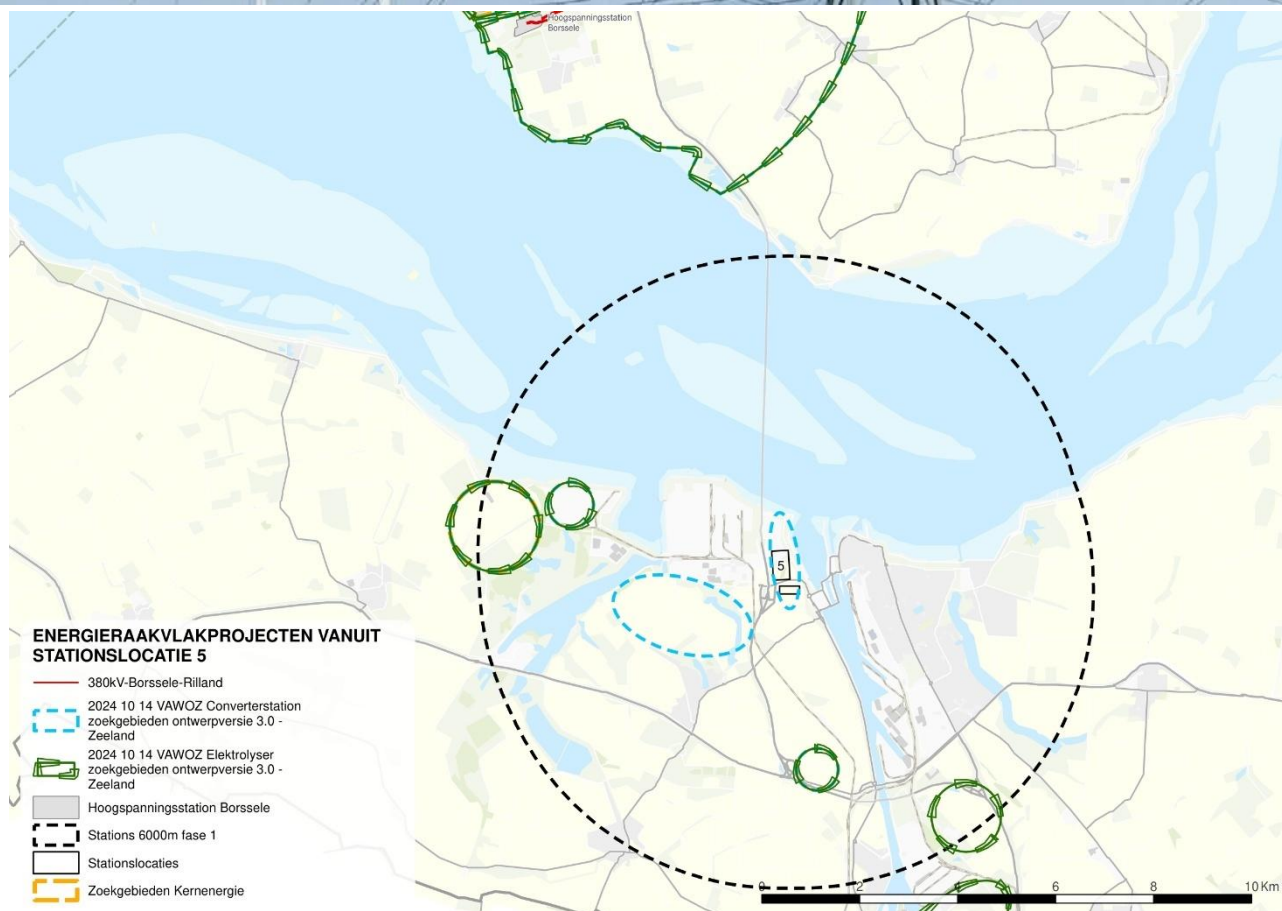 Hoogspanningsstation
Borssele
5
ENERGIERAAKVLAKPROJECTEN VANUIT
STATIONSLOCATIE 5
380kV-Borssele-Rilland
2024 10 14 VAWOZ Converterstation
zoekgebieden ontwerpversie 3.0 -
Zeeland
2024 10 14 VAWOZ Elektrolyser
zoekgebieden ontwerpversie 3.0 -
Zeeland
Hoogspanningsstation Borssele
Stations 6000m fase 1
Stationslocaties
Zoekgebieden Kernenergie
0 2 4 6 8 10 Km